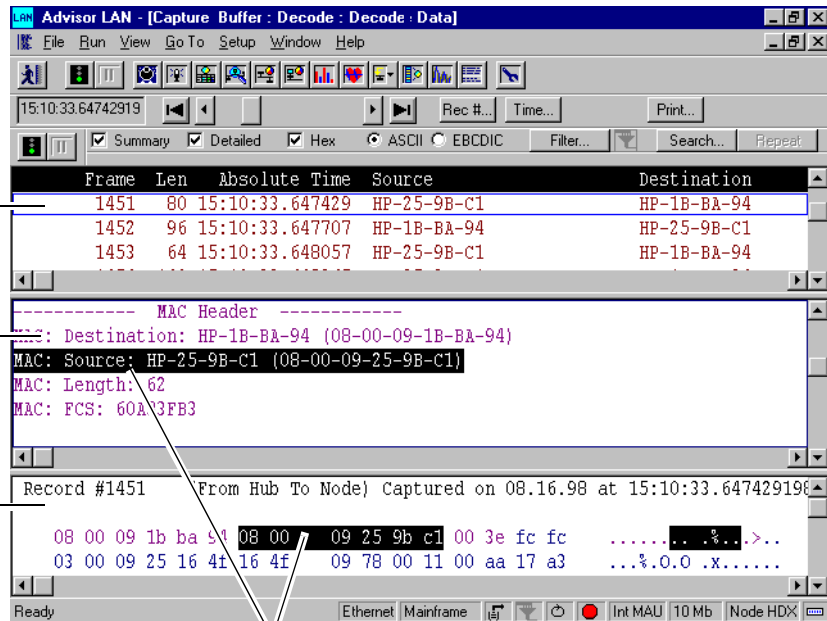 LAN Advisor LAN - [Capture Buffer : Decode : Decode : Data]
File Run View Go To Setup Window Help
15:10:33.64742919 Rec #... Time... Print...
Summary Detailed Hex ASCII EBCDIC Filter... Search... Repeat
Frame Len Absolute Time Source Destination
1451 80 15:10:33.647429 HP-25-9B-C1 HP-1B-BA-94
1452 96 15:10:33.647707 HP-1B-BA-94 HP-25-9B-C1
1453 64 15:10:33.648057 HP-25-9B-C1 HP-1B-BA-94
------------ MAC Header ------------
MAC: Destination: HP-1B-BA-94 (08-00-09-1B-BA-94)
MAC: Source: HP-25-9B-C1 (08-00-09-25-9B-C1)
MAC: Length: 62
MAC: FCS: 60A23FB3
Record #1451 (From Hub To Node) Captured on 08.16.98 at 15:10:33.647429198
08 00 09 1b ba 94 08 00 09 25 9b c1 00 3e fc fc ........ .%...>..
03 00 09 25 16 4f 16 4f 09 78 00 11 00 aa 17 a3 ...%.O.O .x......
Ready Ethernet Mainframe Int MAU 10 Mb Node HDX